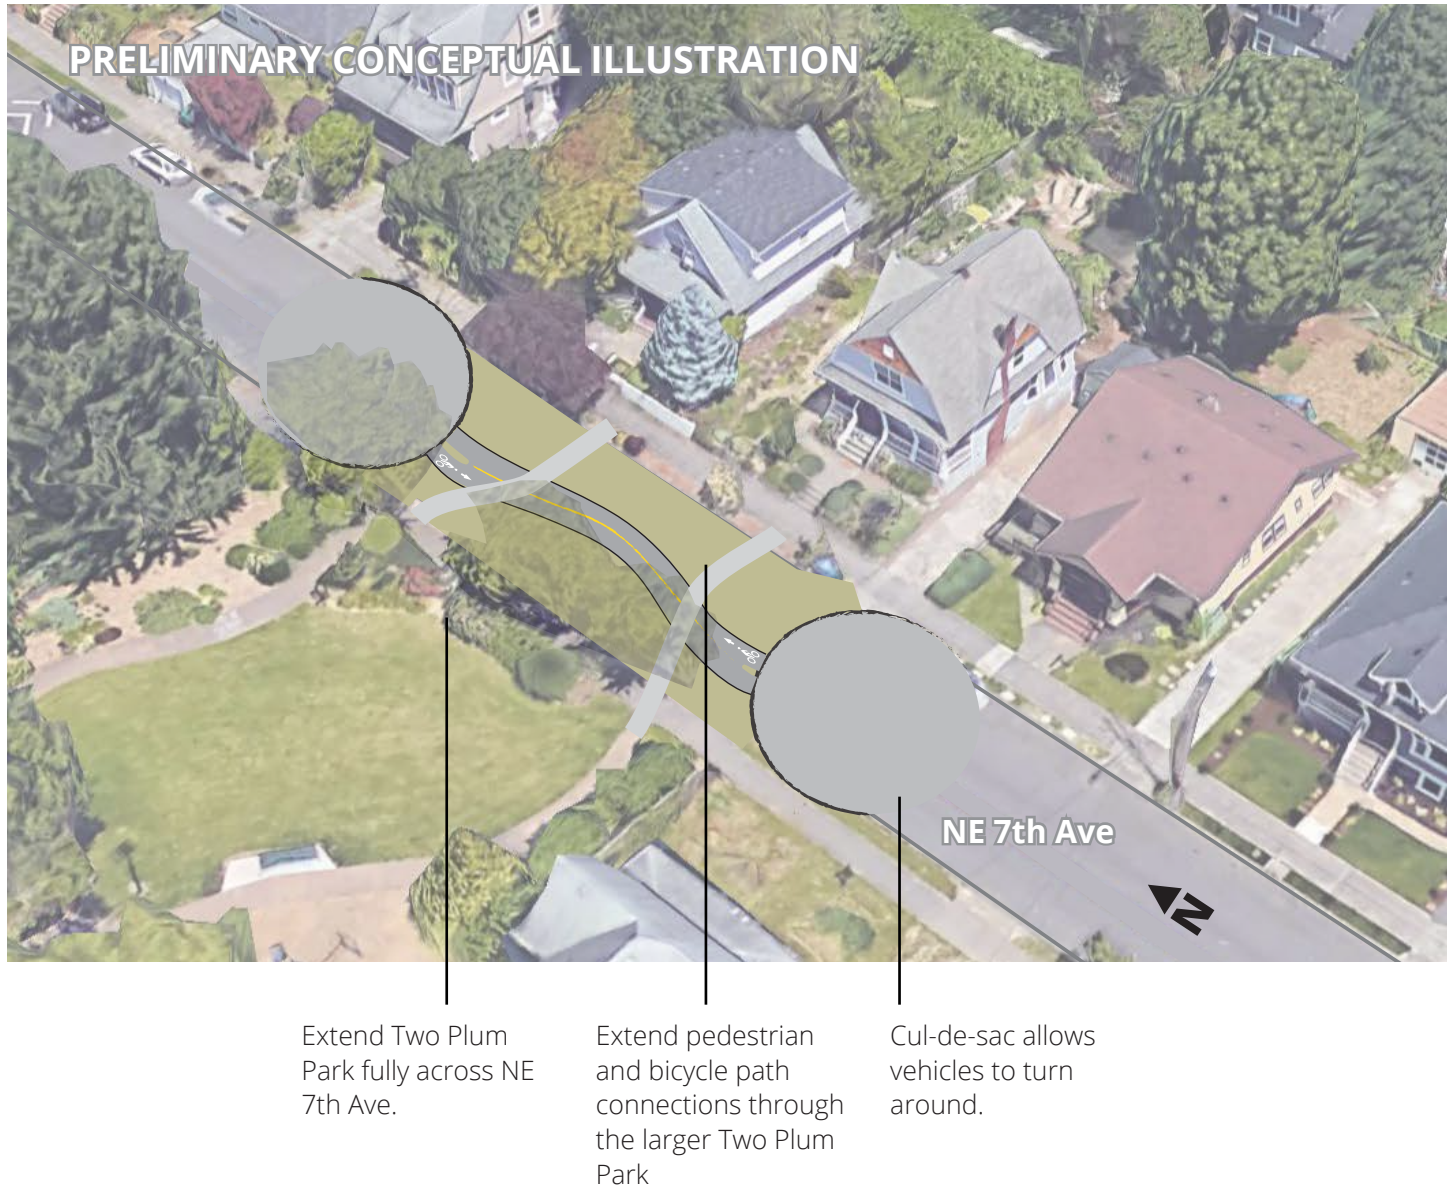 PRELIMINARY CONCEPTUAL ILLUSTRATION
NE 7th Ave
N
Extend Two Plum
Park fully across NE
7th Ave.
Extend pedestrian
and bicycle path
connections through
the larger Two Plum
Park
Cul-de-sac allows
vehicles to turn
around.